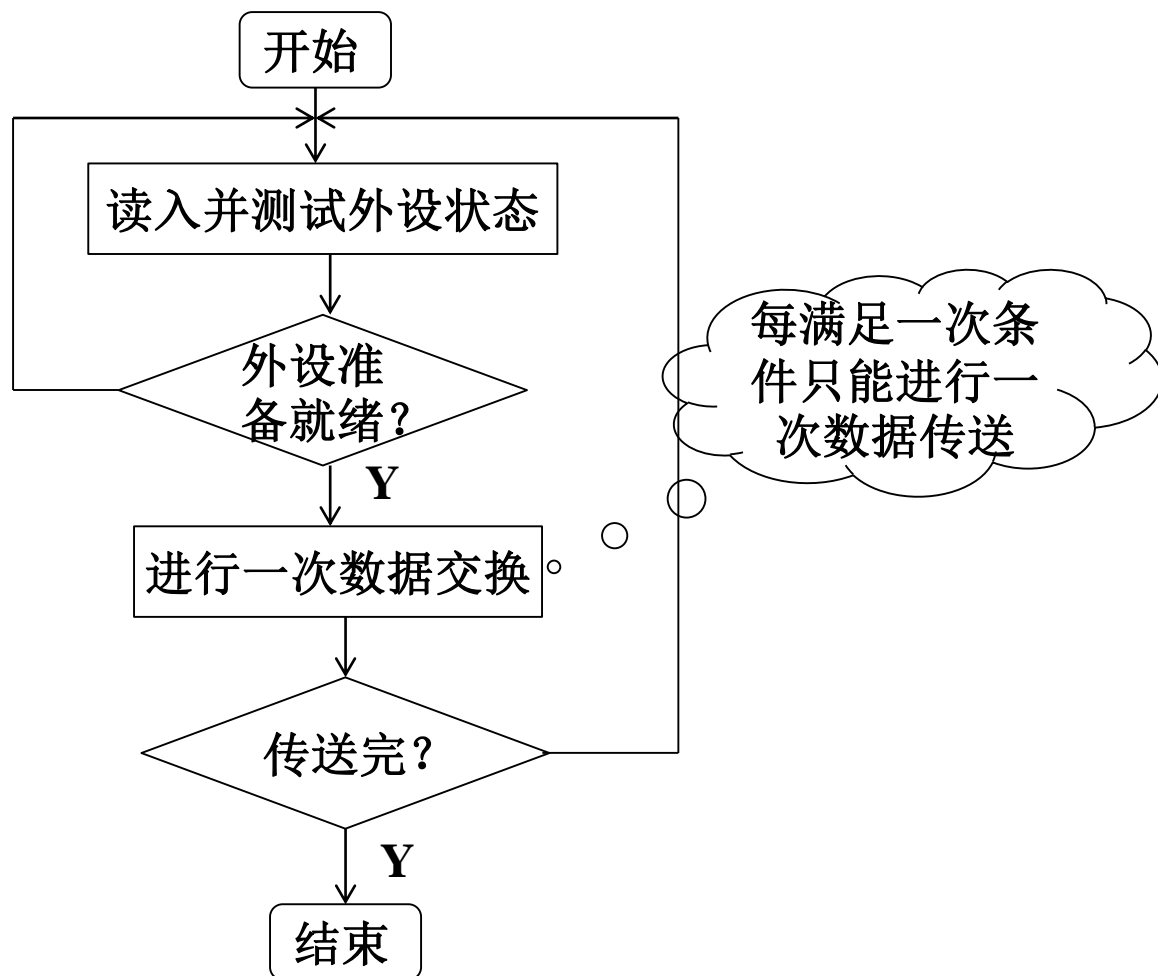 开始
读入并测试外设状态
外设准
备就绪？
每满足一次条
件只能进行一
次数据传送
Y
进行一次数据交换
传送完？
Y
结束